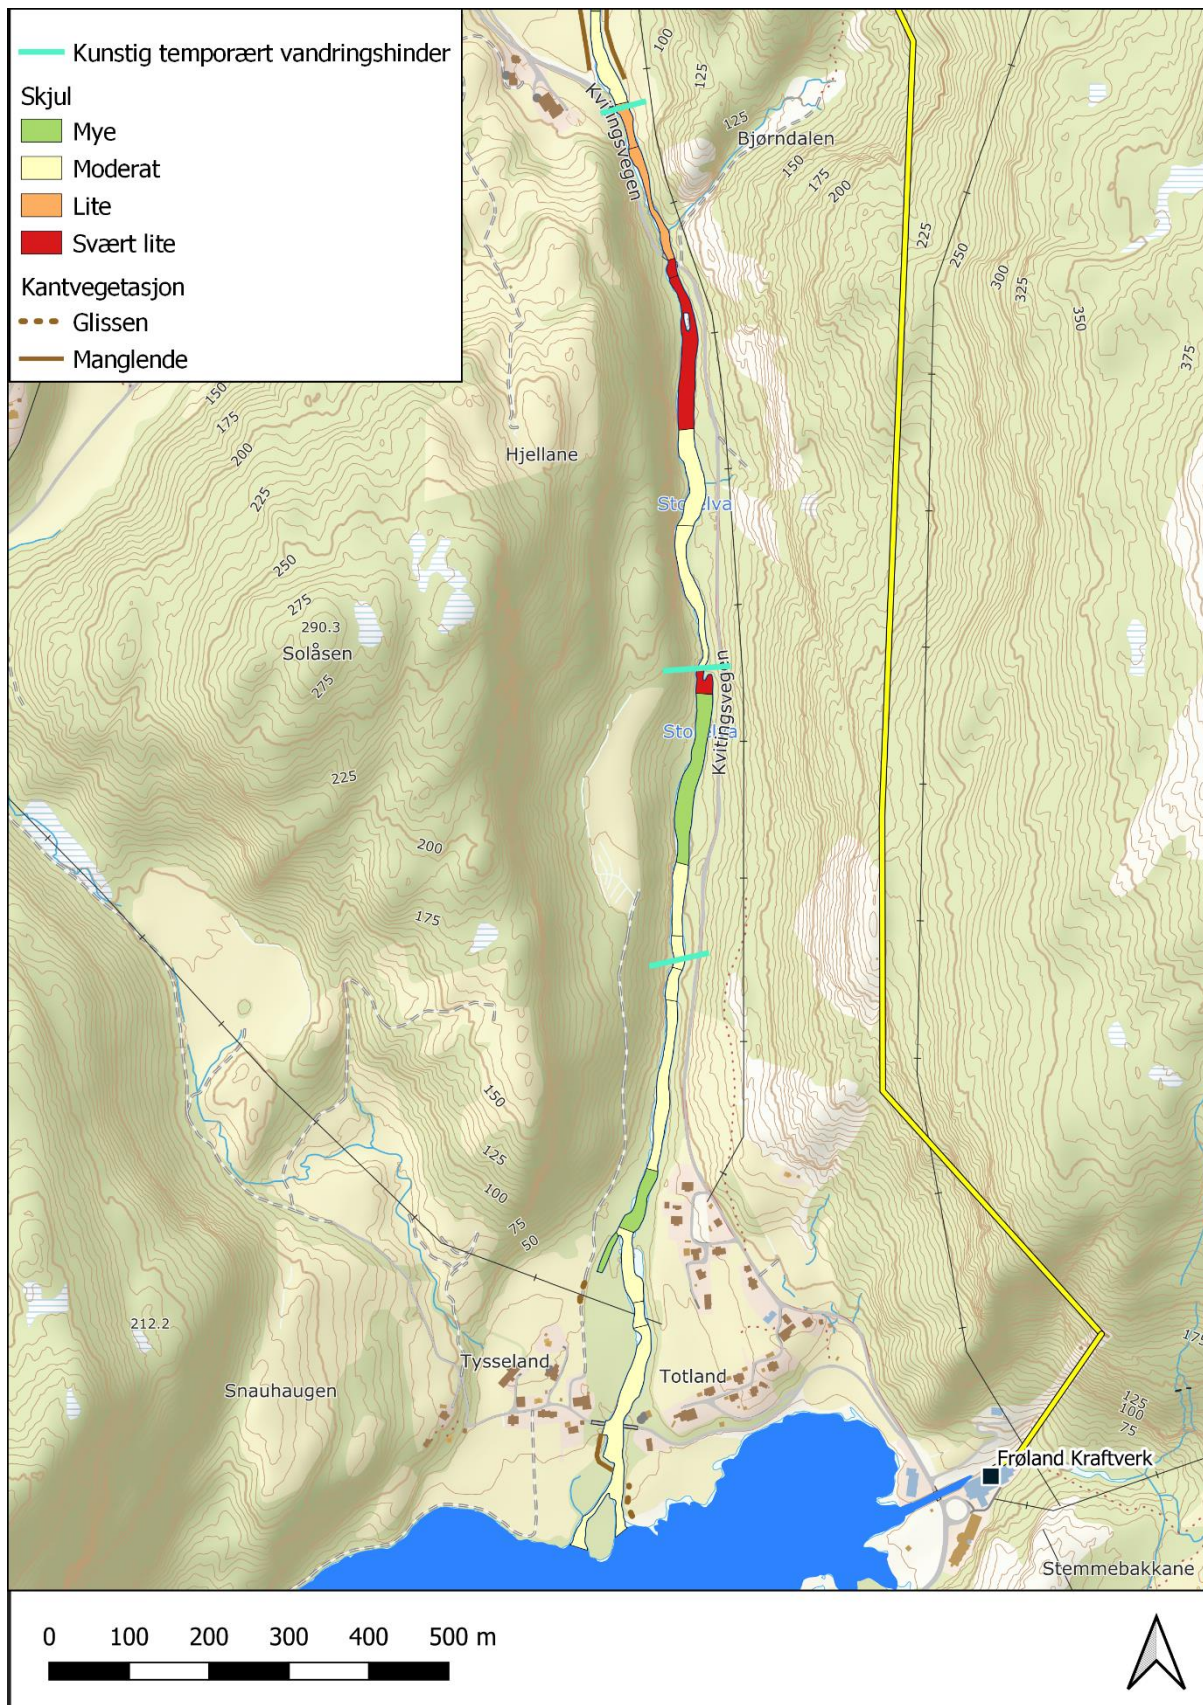 Kunstig temporært vandringshinder
Skjul
Mye
Moderat
Lite
Svært lite
Kantvegetasjon
Glissen
Manglende
100
125
Kvitingsvegen
125
Bjørndalen
150
175
200
225
250
300
325
350
375
150
175
200
225
250
275
290.3
Solåsen
275
Hjellane
Storelva
Kvitingsvegen
Storelva
225
200
175
150
125
100
75
50
212.2
Snauhaugen
Tysseland
Totland
175
125
100
75
Frøland Kraftverk
Stemmebakkane
0 100 200 300 400 500 m